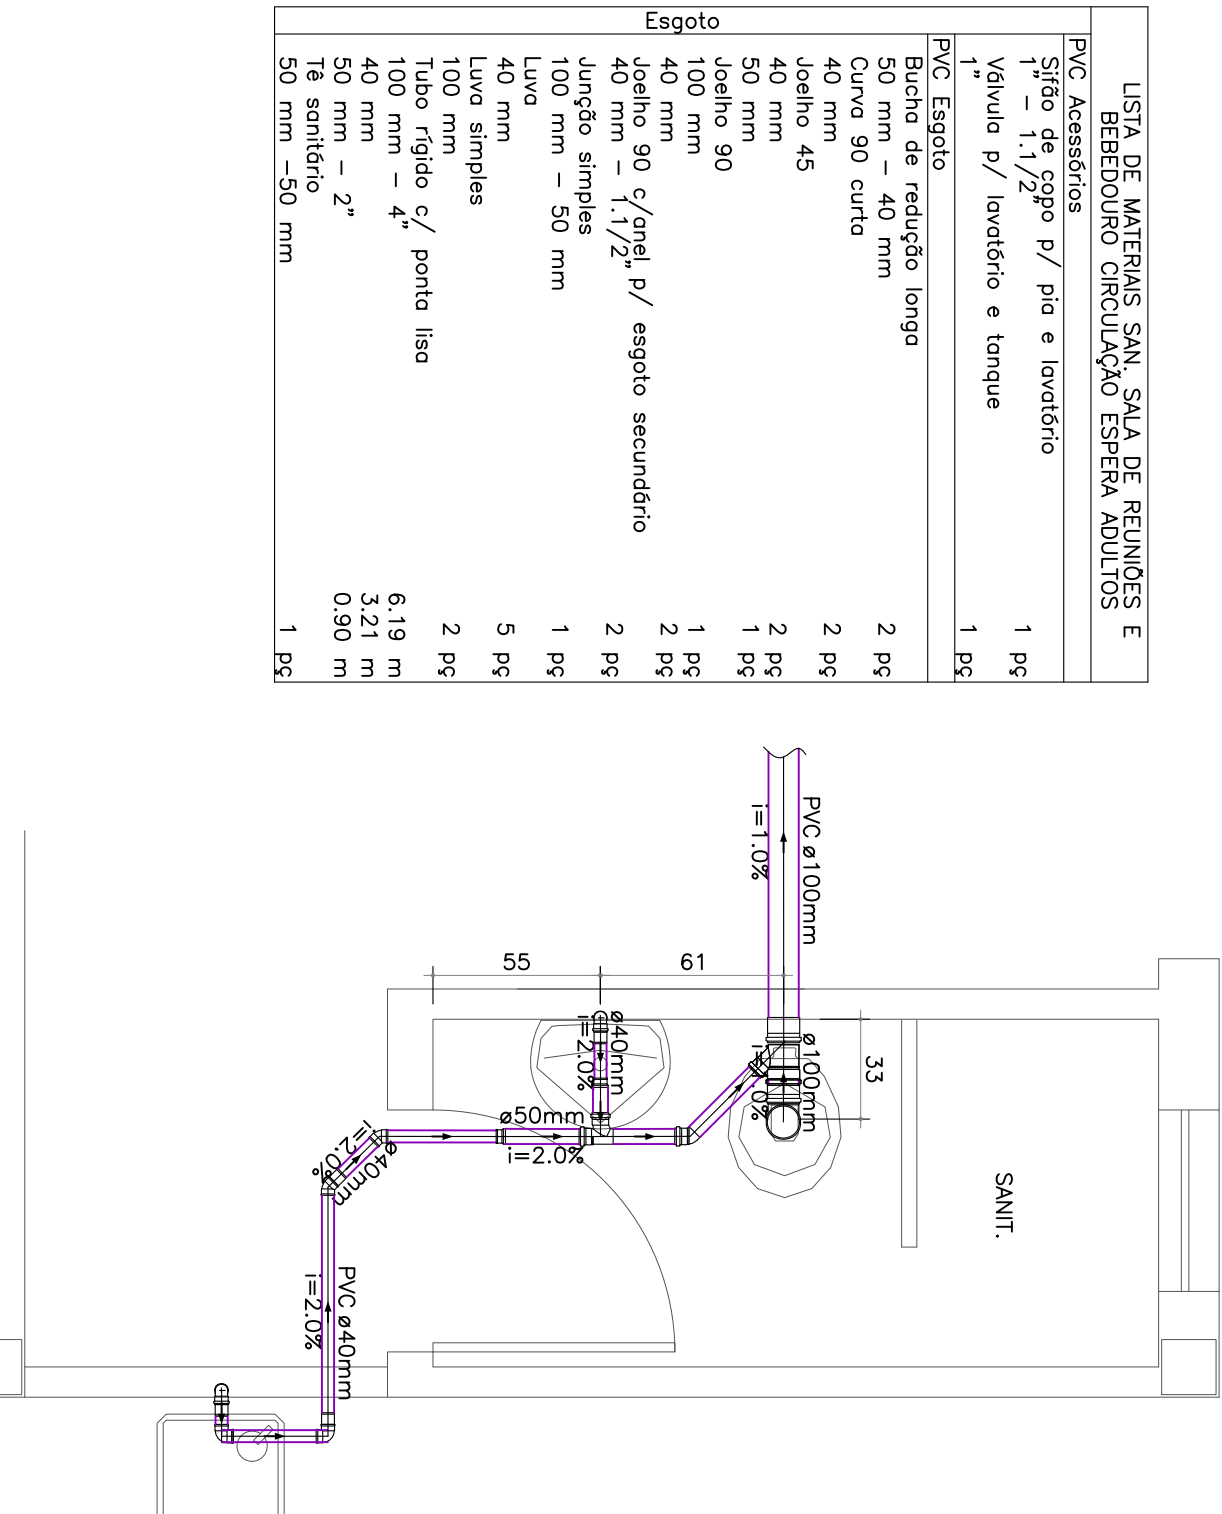 LISTA DE MATERIAIS SAN. SALA DE REUNIÕES E
BEBEDOURO CIRCULAÇÃO ESPERA ADULTOS
Esgoto
PVC Acessórios
Sifão de copo p/ pia e lavatório
1" - 1.1/2" 1 pç
Válvula p/ lavatório e tanque
1" 1 pç
PVC Esgoto
Bucha de redução longa
50 mm - 40 mm 2 pç
Curva 90 curta
40 mm 2 pç
Joelho 45
40 mm 2 pç
50 mm 1 pç
Joelho 90
100 mm 1 pç
40 mm 2 pç
Joelho 90 c/anel p/ esgoto secundário
40 mm - 1.1/2" 2 pç
Junção simples
100 mm - 50 mm 1 pç
Luva
40 mm 5 pç
Luva simples
100 mm 2 pç
Tubo rígido c/ ponta lisa
100 mm - 4" 6.19 m
40 mm 3.21 m
50 mm - 2" 0.90 m
Tê sanitário
50 mm -50 mm 1 pç
PVC ø100mm
i=1.0%
55
61
33
ø40mm
i=2.0%
ø100mm
ø50mm
i=2.0%
ø40mm
i=2.0%
SANIT.
PVC ø40mm
i=2.0%